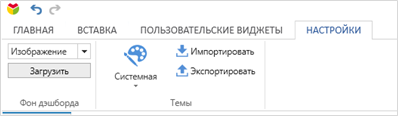 ГЛАВНАЯ ВСТАВКА ПОЛЬЗОВАТЕЛЬСКИЕ ВИДЖЕТЫ НАСТРОЙКИ
Изображение
Загрузить
Фон дэшборда
Системная
Импортировать
Экспортировать
Темы